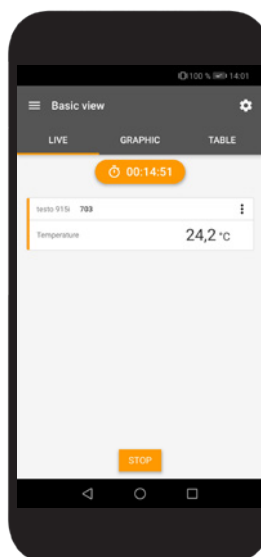 100 % 14:01
Basic view
LIVE GRAPHIC TABLE
00:14:51
testo 915i 703
Temperature 24,2 °C
STOP